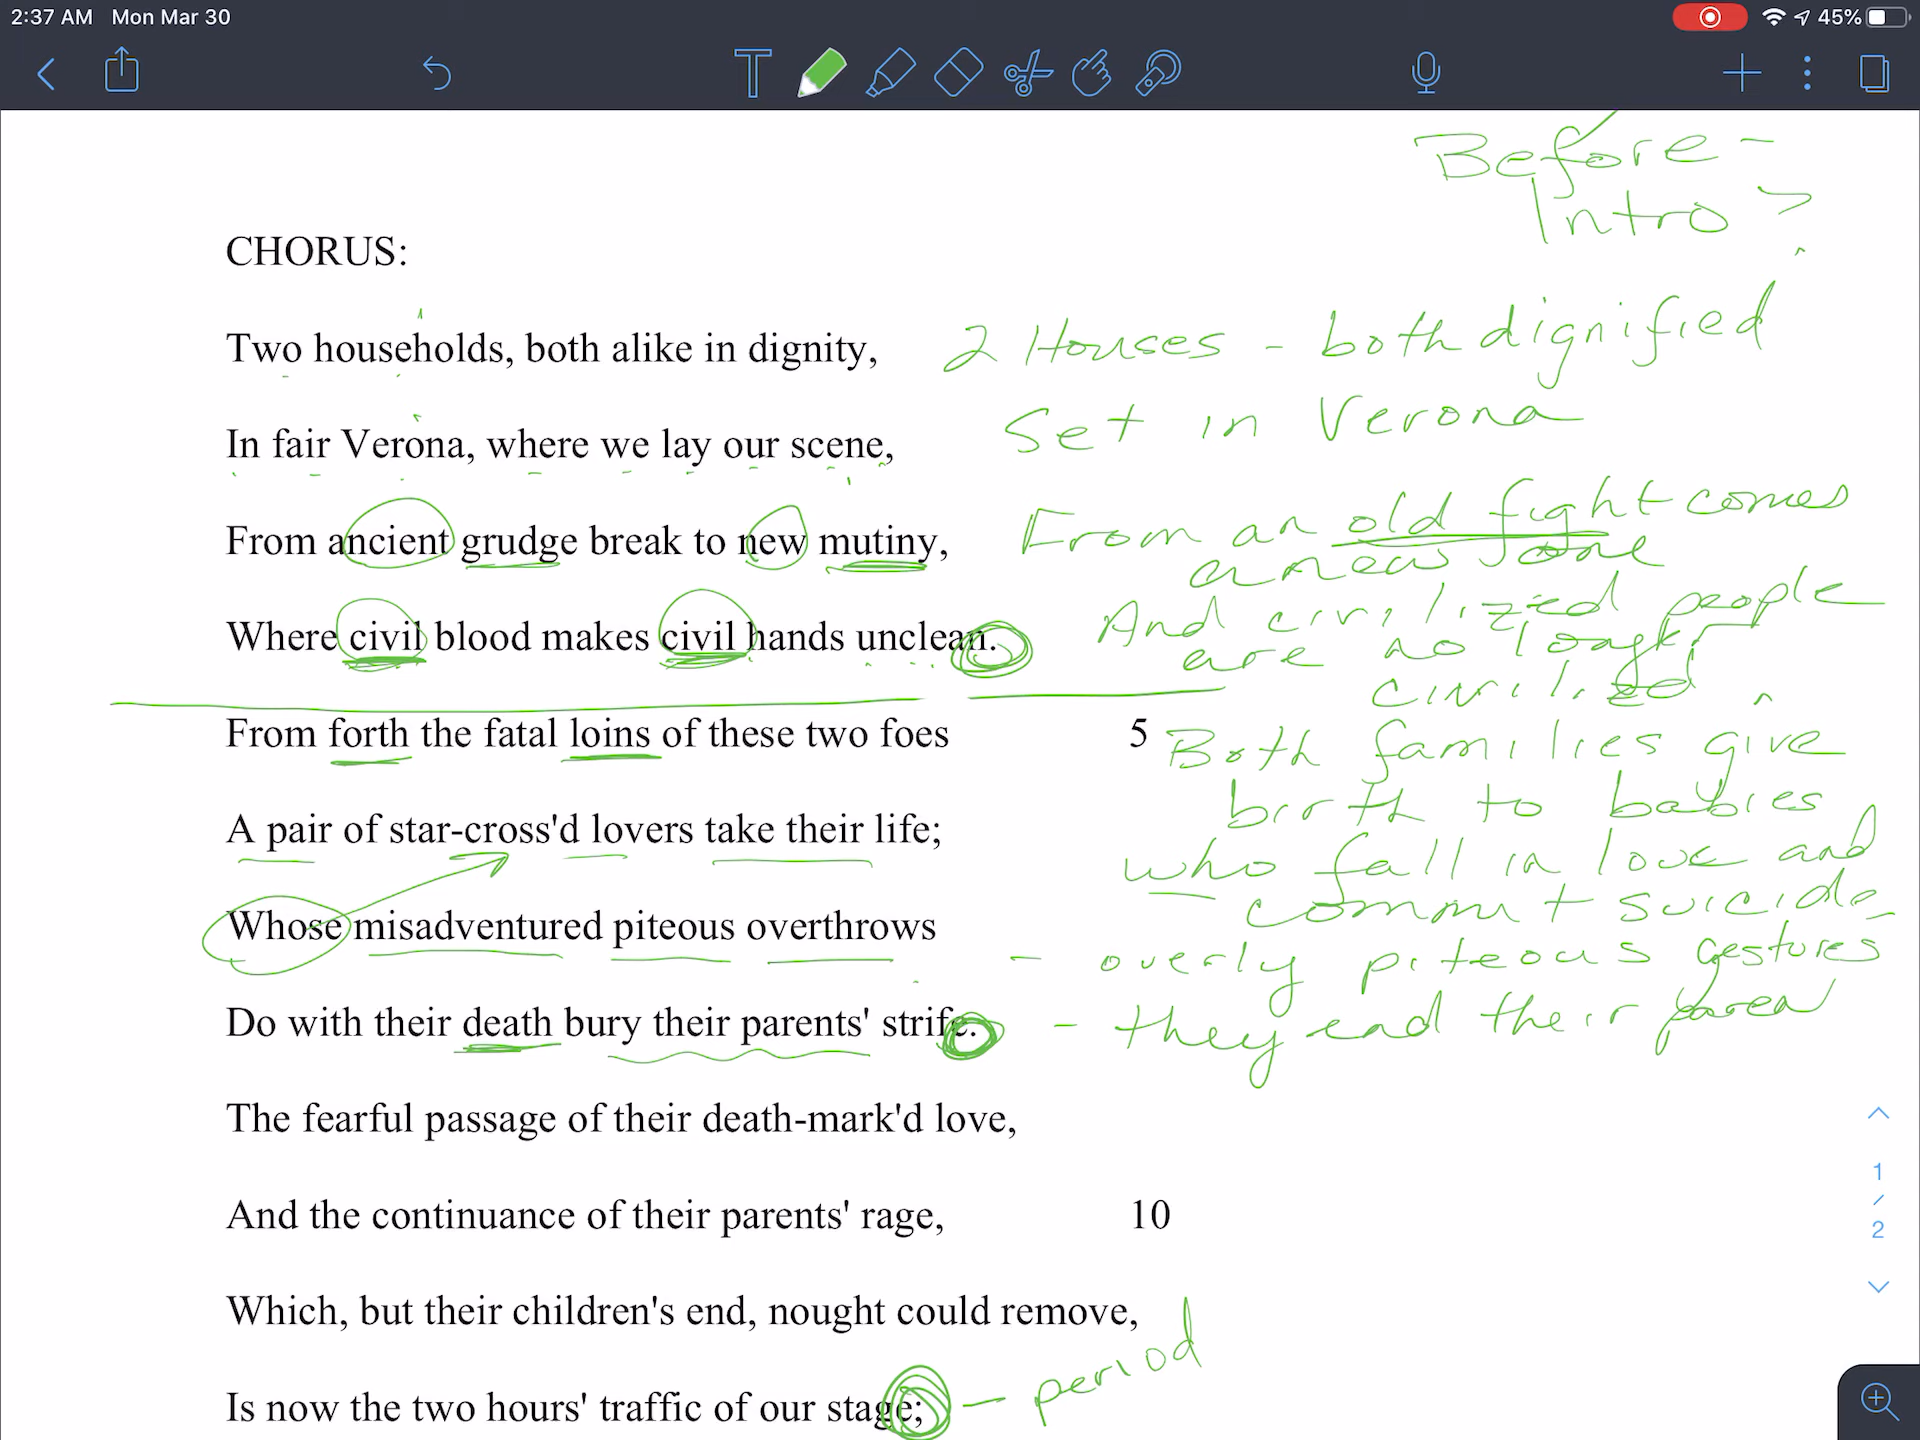 2:37 AM Mon Mar 30
45%
Before -
Intro ?
CHORUS:
Two households, both alike in dignity,
2 Houses - both dignified
In fair Verona, where we lay our scene,
Set in Verona
From ancient grudge break to new mutiny,
From an old fight comes
a new one
Where civil blood makes civil hands unclean.
And civilized people
are no longer
civilized
From forth the fatal loins of these two foes 5
Both families give
birth to babies
A pair of star-cross'd lovers take their life;
who fall in love and
commit suicide
Whose misadventured piteous overthrows
- overly piteous gestures
Do with their death bury their parents' strife.
- they end their paren
The fearful passage of their death-mark'd love,
And the continuance of their parents' rage, 10
1
/
2
Which, but their children's end, nought could remove,
Is now the two hours' traffic of our stage;
- period